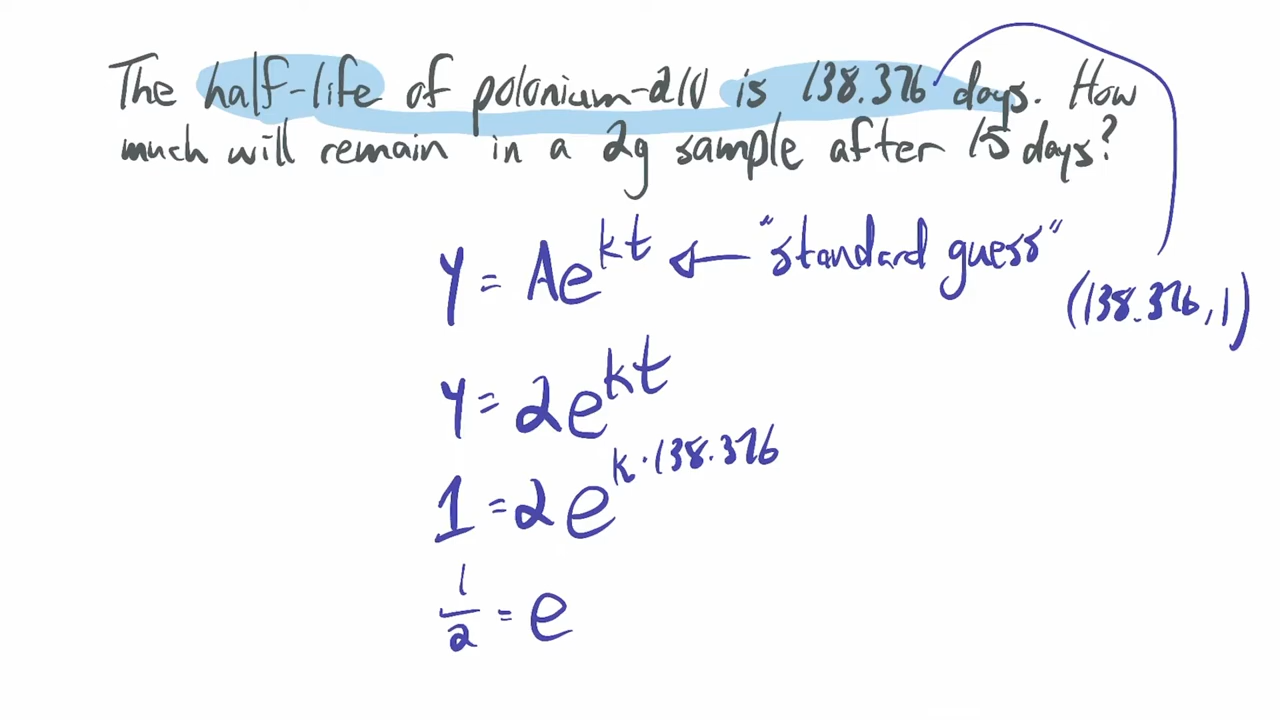 The half-life of polonium-210 is 138.376 days. How
much will remain in a 2g sample after 15 days?
y = Ae^{kt} ← "standard guess"
(138.376, 1)
y = 2e^{kt}
1 = 2e^{k·138.376}
1/2 = e